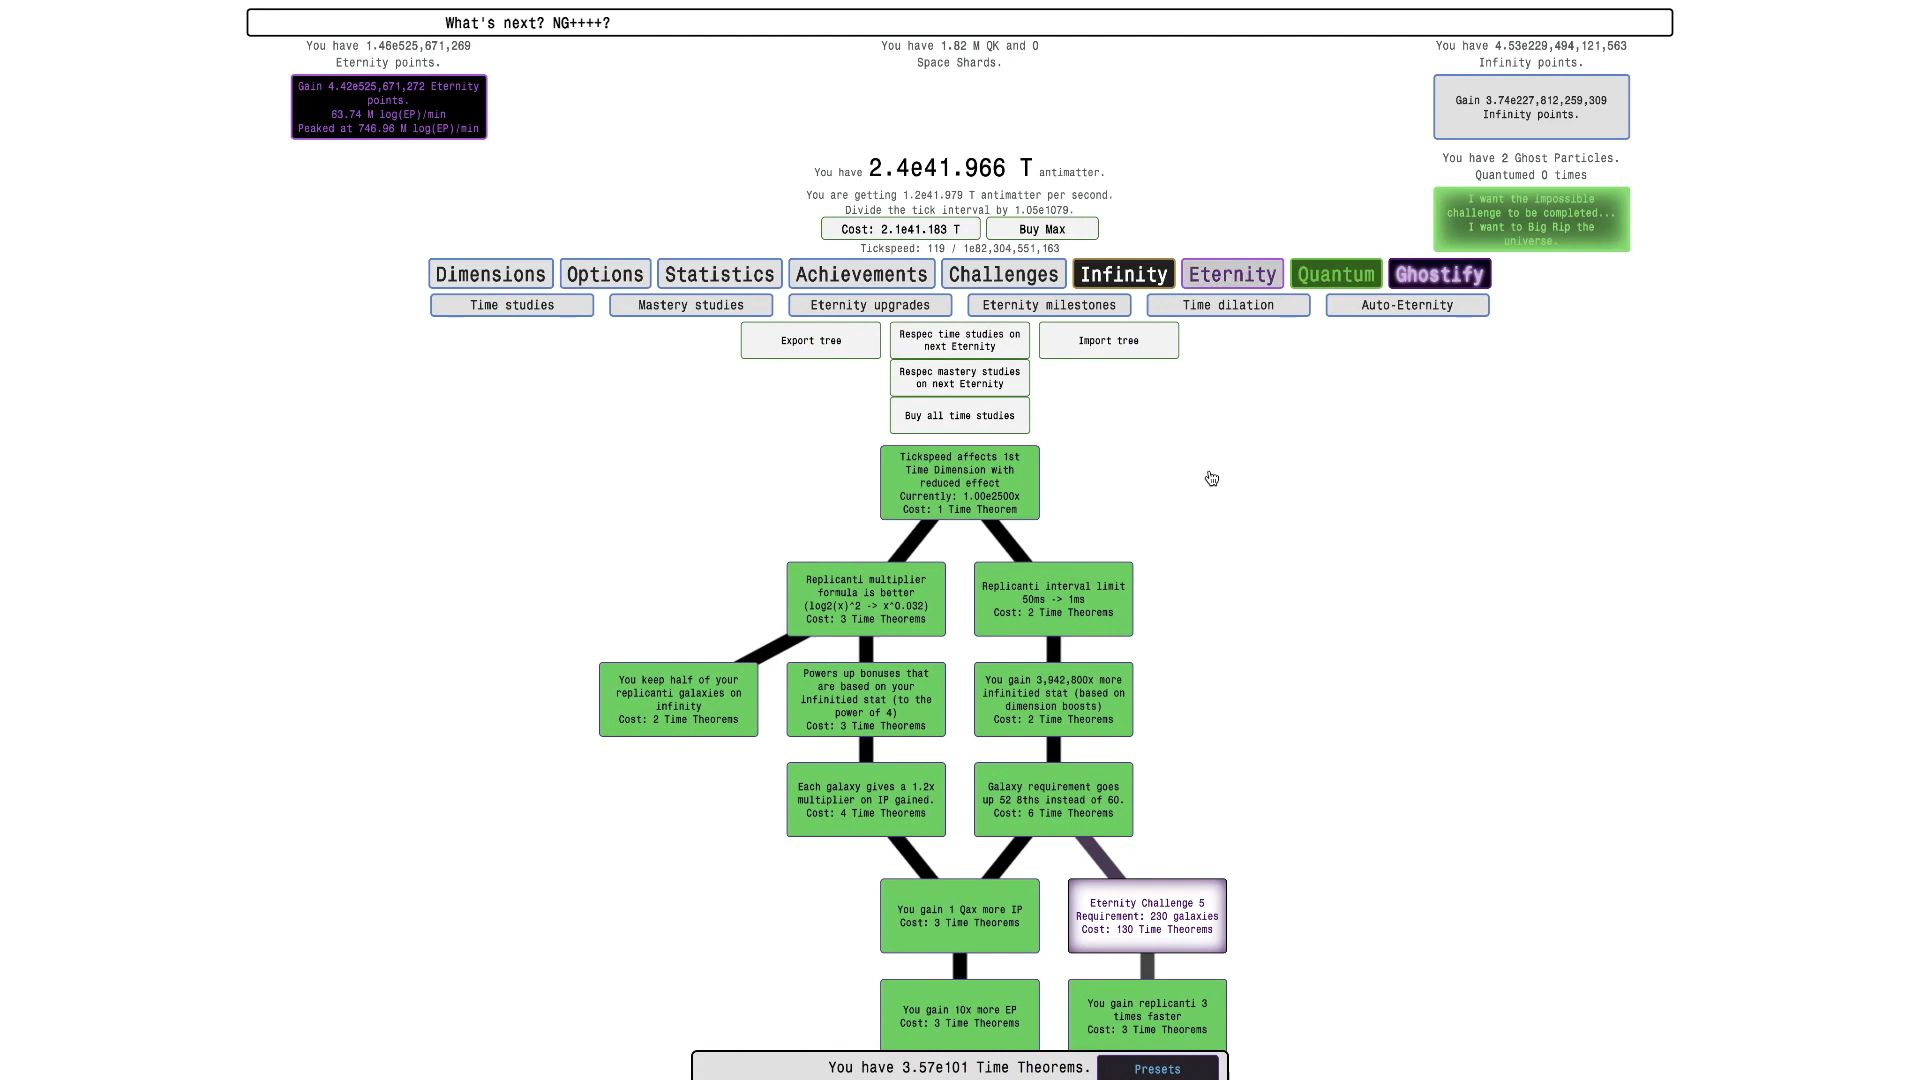 What's next? NG++++?
You have 1.46e525,671,269
Eternity points.
Gain 4.42e525,671,272 Eternity
points.
63.74 M log(EP)/min
Peaked at 746.96 M log(EP)/min
You have 1.82 M QK and 0
Space Shards.
You have 4.53e229,494,121,563
Infinity points.
Gain 3.74e227,812,259,309
Infinity points.
You have 2 Ghost Particles.
Quantumed 0 times
I want the impossible
challenge to be completed...
I want to Big Rip the
universe.
You have 2.4e41.966 T antimatter.
You are getting 1.2e41.979 T antimatter per second.
Divide the tick interval by 1.05e1079.
Cost: 2.1e41.183 T
Buy Max
Tickspeed: 119 / 1e82,304,551,163
Dimensions
Options
Statistics
Achievements
Challenges
Infinity
Eternity
Quantum
Ghostify
Time studies
Mastery studies
Eternity upgrades
Eternity milestones
Time dilation
Auto-Eternity
Export tree
Respec time studies on
next Eternity
Import tree
Respec mastery studies
on next Eternity
Buy all time studies
Tickspeed affects 1st
Time Dimension with
reduced effect
Currently: 1.00e2500x
Cost: 1 Time Theorem
Replicanti multiplier
formula is better
(log2(x)^2 -> x^0.032)
Cost: 3 Time Theorems
Replicanti interval limit
50ms -> 1ms
Cost: 2 Time Theorems
You keep half of your
replicanti galaxies on
infinity
Cost: 2 Time Theorems
Powers up bonuses that
are based on your
infinitied stat (to the
power of 4)
Cost: 3 Time Theorems
You gain 3,942,800x more
infinitied stat (based on
dimension boosts)
Cost: 2 Time Theorems
Each galaxy gives a 1.2x
multiplier on IP gained.
Cost: 4 Time Theorems
Galaxy requirement goes
up 52 8ths instead of 60.
Cost: 6 Time Theorems
You gain 1 Qax more IP
Cost: 3 Time Theorems
Eternity Challenge 5
Requirement: 230 galaxies
Cost: 130 Time Theorems
You gain 10x more EP
Cost: 3 Time Theorems
You gain replicanti 3
times faster
Cost: 3 Time Theorems
You have 3.57e101 Time Theorems.
Presets